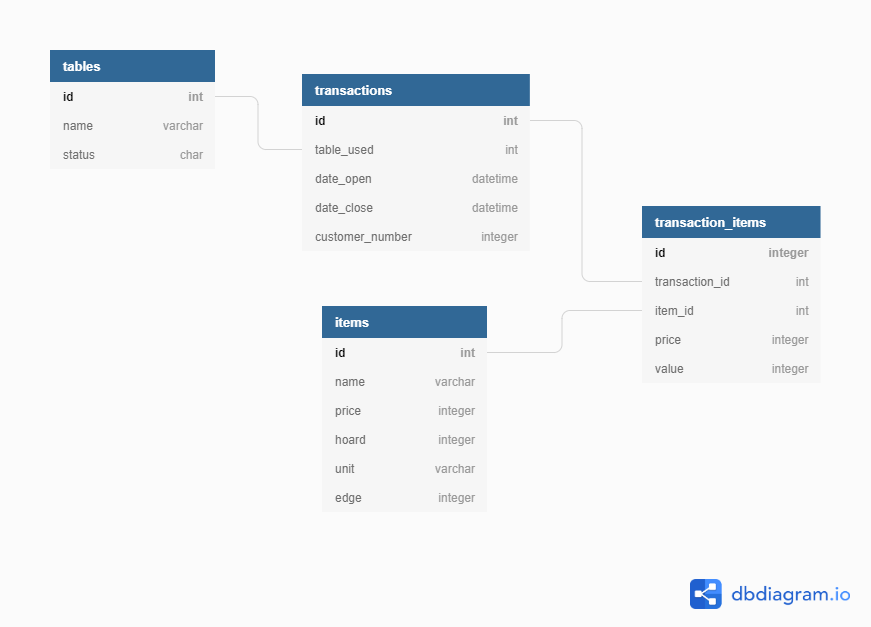 tables
id int
name varchar
status char
transactions
id int
table_used int
date_open datetime
date_close datetime
customer_number integer
transaction_items
id integer
transaction_id int
item_id int
price integer
value integer
items
id int
name varchar
price integer
hoard integer
unit varchar
edge integer
dbdiagram.io